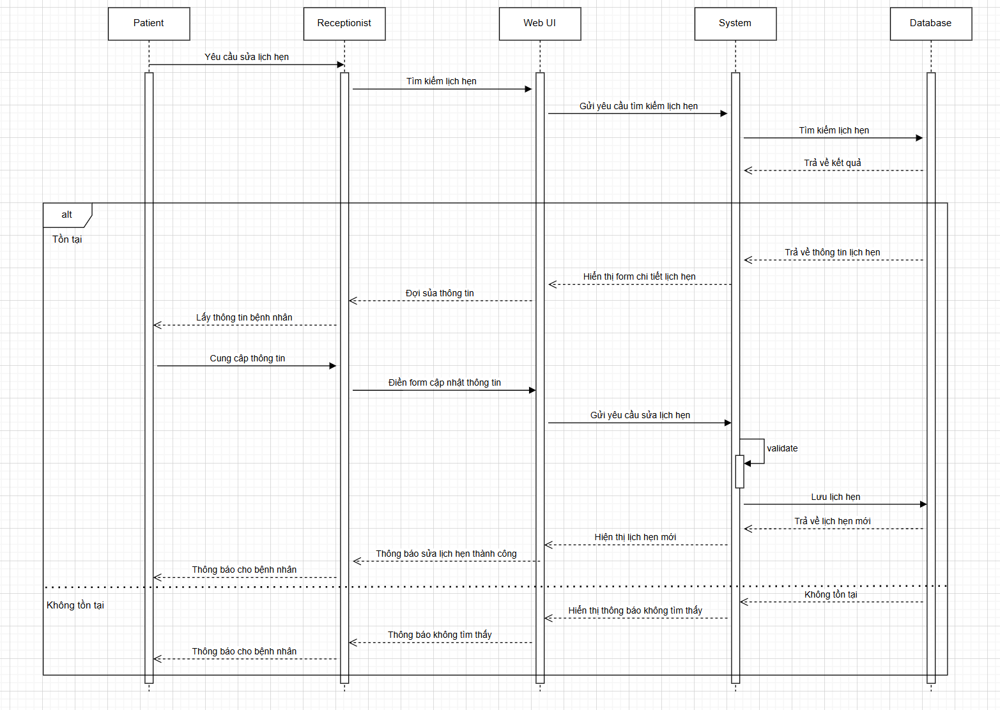 Patient
Receptionist
Web UI
System
Database
Yêu cầu sửa lịch hẹn
Tìm kiếm lịch hẹn
Gửi yêu cầu tìm kiếm lịch hẹn
Tìm kiếm lịch hẹn
Trả về kết quả
alt
Tồn tại
Trả về thông tin lịch hẹn
Hiển thị form chi tiết lịch hẹn
Đợi sủa thông tin
Lấy thông tin bệnh nhân
Cung câp thông tin
Điền form cập nhật thông tin
Gửi yêu cầu sửa lịch hẹn
validate
Lưu lịch hẹn
Trả về lịch hẹn mới
Hiện thị lịch hẹn mới
Thông báo sửa lịch hẹn thành công
Thông báo cho bệnh nhân
Không tồn tại
Không tồn tại
Hiển thị thông báo không tìm thấy
Thông báo không tìm thấy
Thông báo cho bệnh nhân